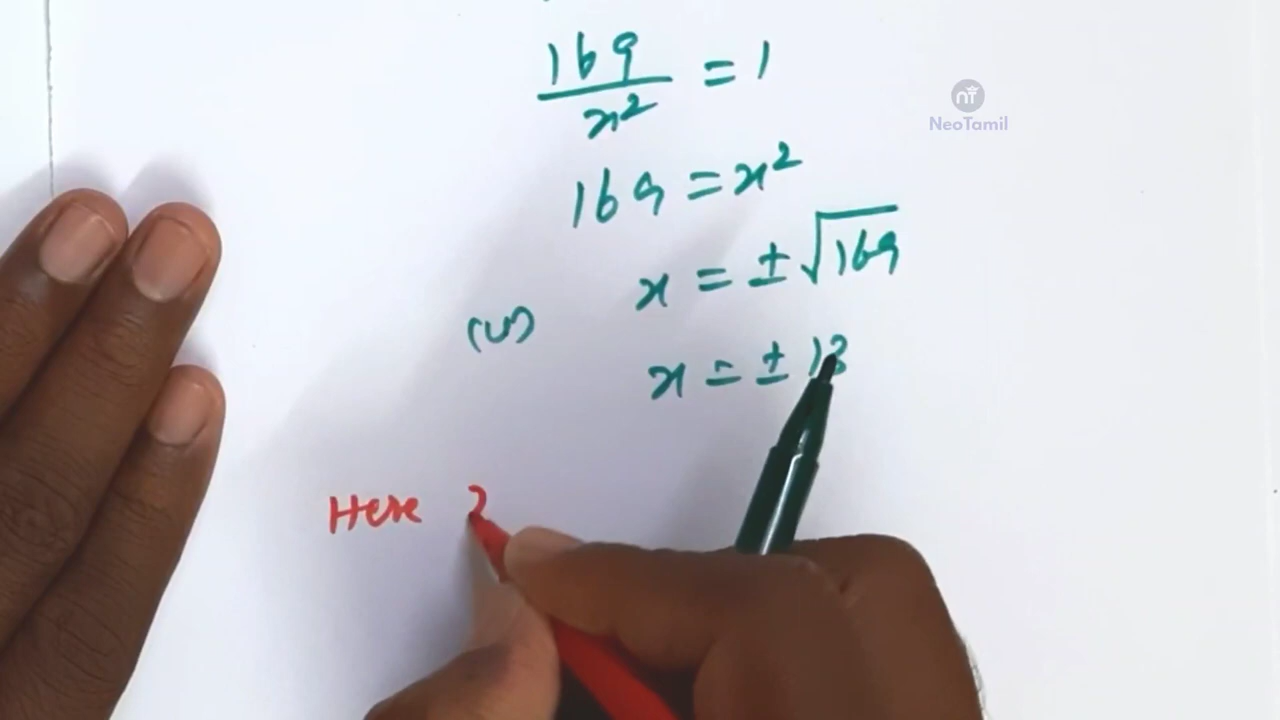 169/x² = 1
NeoTamil
169 = x²
x = ±√169
(or)
x = ± 13
Here